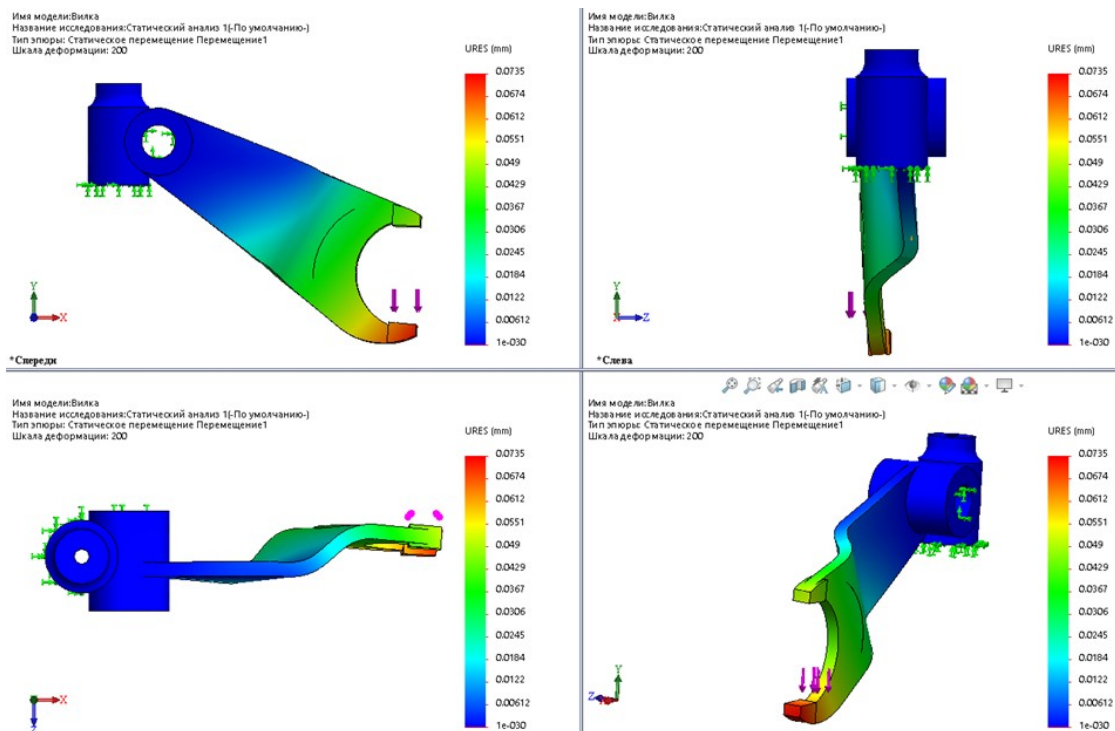 Имя модели:Вилка
Название исследования:Статический анализ 1(-По умолчанию-)
Тип эпюры: Статическое перемещение Перемещение1
Шкала деформации: 200
URES (mm)
0.0735
0.0674
0.0612
0.0551
0.049
0.0429
0.0367
0.0306
0.0245
0.0184
0.0122
0.00612
1e-030
Y
X
*Спереди
Имя модели:Вилка
Название исследования:Статический анализ 1(-По умолчанию-)
Тип эпюры: Статическое перемещение Перемещение1
Шкала деформации: 200
URES (mm)
0.0735
0.0674
0.0612
0.0551
0.049
0.0429
0.0367
0.0306
0.0245
0.0184
0.0122
0.00612
1e-030
Y
Z
*Слева
Имя модели:Вилка
Название исследования:Статический анализ 1(-По умолчанию-)
Тип эпюры: Статическое перемещение Перемещение1
Шкала деформации: 200
URES (mm)
0.0735
0.0674
0.0612
0.0551
0.049
0.0429
0.0367
0.0306
0.0245
0.0184
0.0122
0.00612
1e-030
X
Z
Имя модели:Вилка
Название исследования:Статический анализ 1(-По умолчанию-)
Тип эпюры: Статическое перемещение Перемещение1
Шкала деформации: 200
URES (mm)
0.0735
0.0674
0.0612
0.0551
0.049
0.0429
0.0367
0.0306
0.0245
0.0184
0.0122
0.00612
1e-030
Y
Z